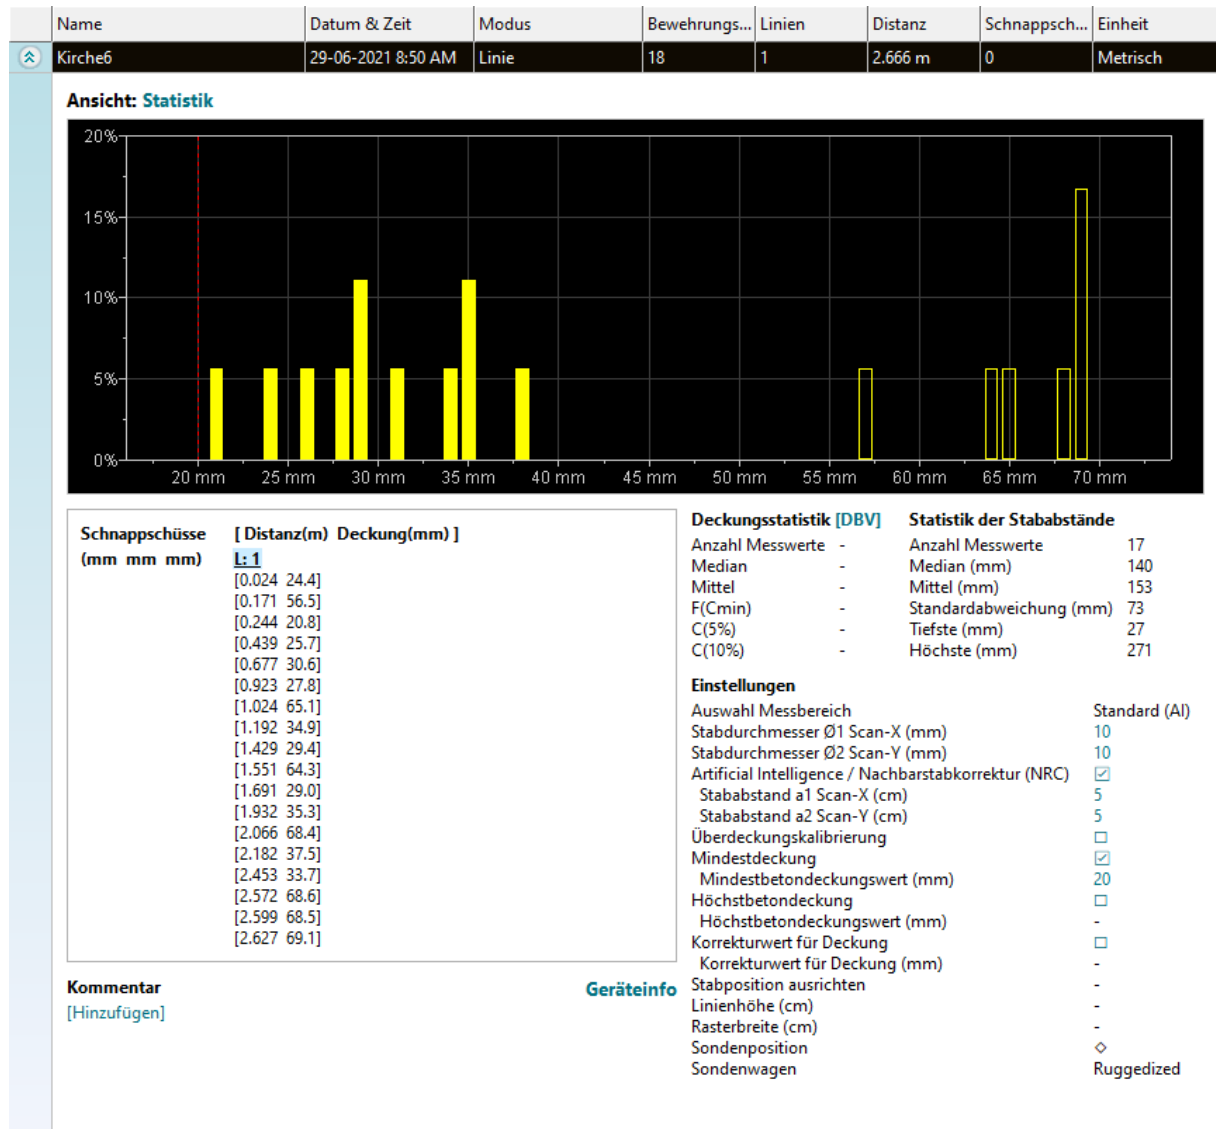 Name Datum & Zeit Modus Bewehrungs... Linien Distanz Schnappsch... Einheit
Kirche6 29-06-2021 8:50 AM Linie 18 1 2.666 m 0 Metrisch
Ansicht: Statistik
20%
15%
10%
5%
0%
20 mm 25 mm 30 mm 35 mm 40 mm 45 mm 50 mm 55 mm 60 mm 65 mm 70 mm
Schnappschüsse
(mm mm mm)
[ Distanz(m) Deckung(mm) ]
L: 1
[0.024 24.4]
[0.171 56.5]
[0.244 20.8]
[0.439 25.7]
[0.677 30.6]
[0.923 27.8]
[1.024 65.1]
[1.192 34.9]
[1.429 29.4]
[1.551 64.3]
[1.691 29.0]
[1.932 35.3]
[2.066 68.4]
[2.182 37.5]
[2.453 33.7]
[2.572 68.6]
[2.599 68.5]
[2.627 69.1]
Kommentar
[Hinzufügen]
Geräteinfo
Deckungsstatistik [DBV]
Anzahl Messwerte -
Median -
Mittel -
F(Cmin) -
C(5%) -
C(10%) -
Statistik der Stababstände
Anzahl Messwerte 17
Median (mm) 140
Mittel (mm) 153
Standardabweichung (mm) 73
Tiefste (mm) 27
Höchste (mm) 271
Einstellungen
Auswahl Messbereich Standard (AI)
Stabdurchmesser Ø1 Scan-X (mm) 10
Stabdurchmesser Ø2 Scan-Y (mm) 10
Artificial Intelligence / Nachbarstabkorrektur (NRC) ☑
Stababstand a1 Scan-X (cm) 5
Stababstand a2 Scan-Y (cm) 5
Überdeckungskalibrierung ☐
Mindestdeckung ☑
Mindestbetondeckungswert (mm) 20
Höchstbetondeckung ☐
Höchstbetondeckungswert (mm) -
Korrekturwert für Deckung ☐
Korrekturwert für Deckung (mm) -
Stabposition ausrichten -
Linienhöhe (cm) -
Rasterbreite (cm) -
Sondenposition ◇
Sondenwagen Ruggedized